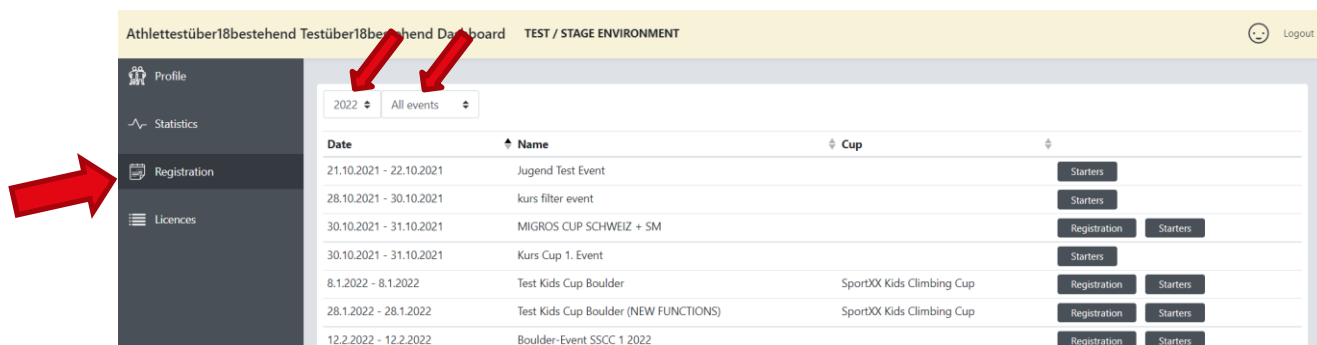 Athlettestüber18bestehend Testüber18bestehend Dashboard TEST / STAGE ENVIRONMENT Logout
Profile
Statistics
Registration
Licences
2022 All events
Date Name Cup
21.10.2021 - 22.10.2021 Jugend Test Event Starters
28.10.2021 - 30.10.2021 kurs filter event Starters
30.10.2021 - 31.10.2021 MIGROS CUP SCHWEIZ + SM Registration Starters
30.10.2021 - 31.10.2021 Kurs Cup 1. Event Starters
8.1.2022 - 8.1.2022 Test Kids Cup Boulder SportXX Kids Climbing Cup Registration Starters
28.1.2022 - 28.1.2022 Test Kids Cup Boulder (NEW FUNCTIONS) SportXX Kids Climbing Cup Registration Starters
12.2.2022 - 12.2.2022 Boulder-Event SSCC 1 2022 Registration Starters